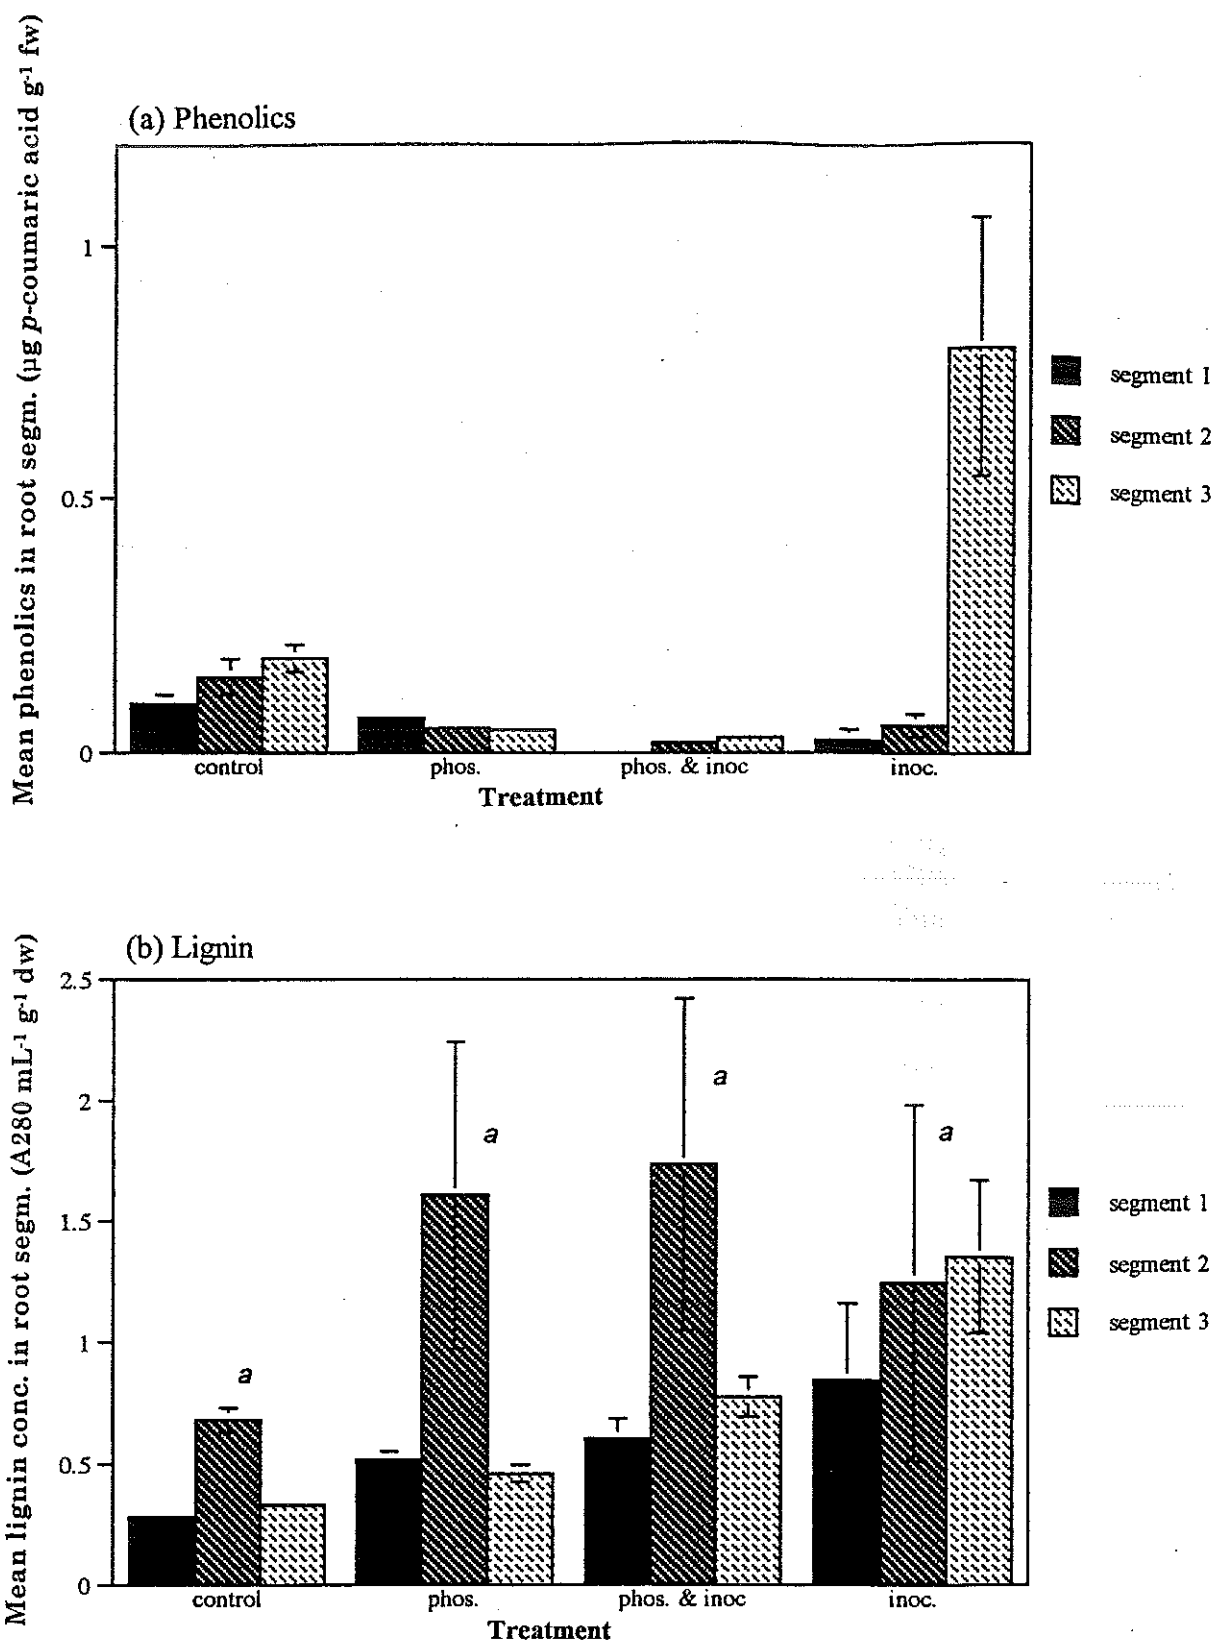 (a) Phenolics
Mean phenolics in root segm. (µg p-coumaric acid g-1 fw)
1
0.5
0
control
phos.
phos. & inoc
inoc.
Treatment
segment 1
segment 2
segment 3
(b) Lignin
Mean lignin conc. in root segm. (A280 mL-1 g-1 dw)
2.5
2
1.5
1
0.5
0
a
a
a
a
control
phos.
phos. & inoc
inoc.
Treatment
segment 1
segment 2
segment 3